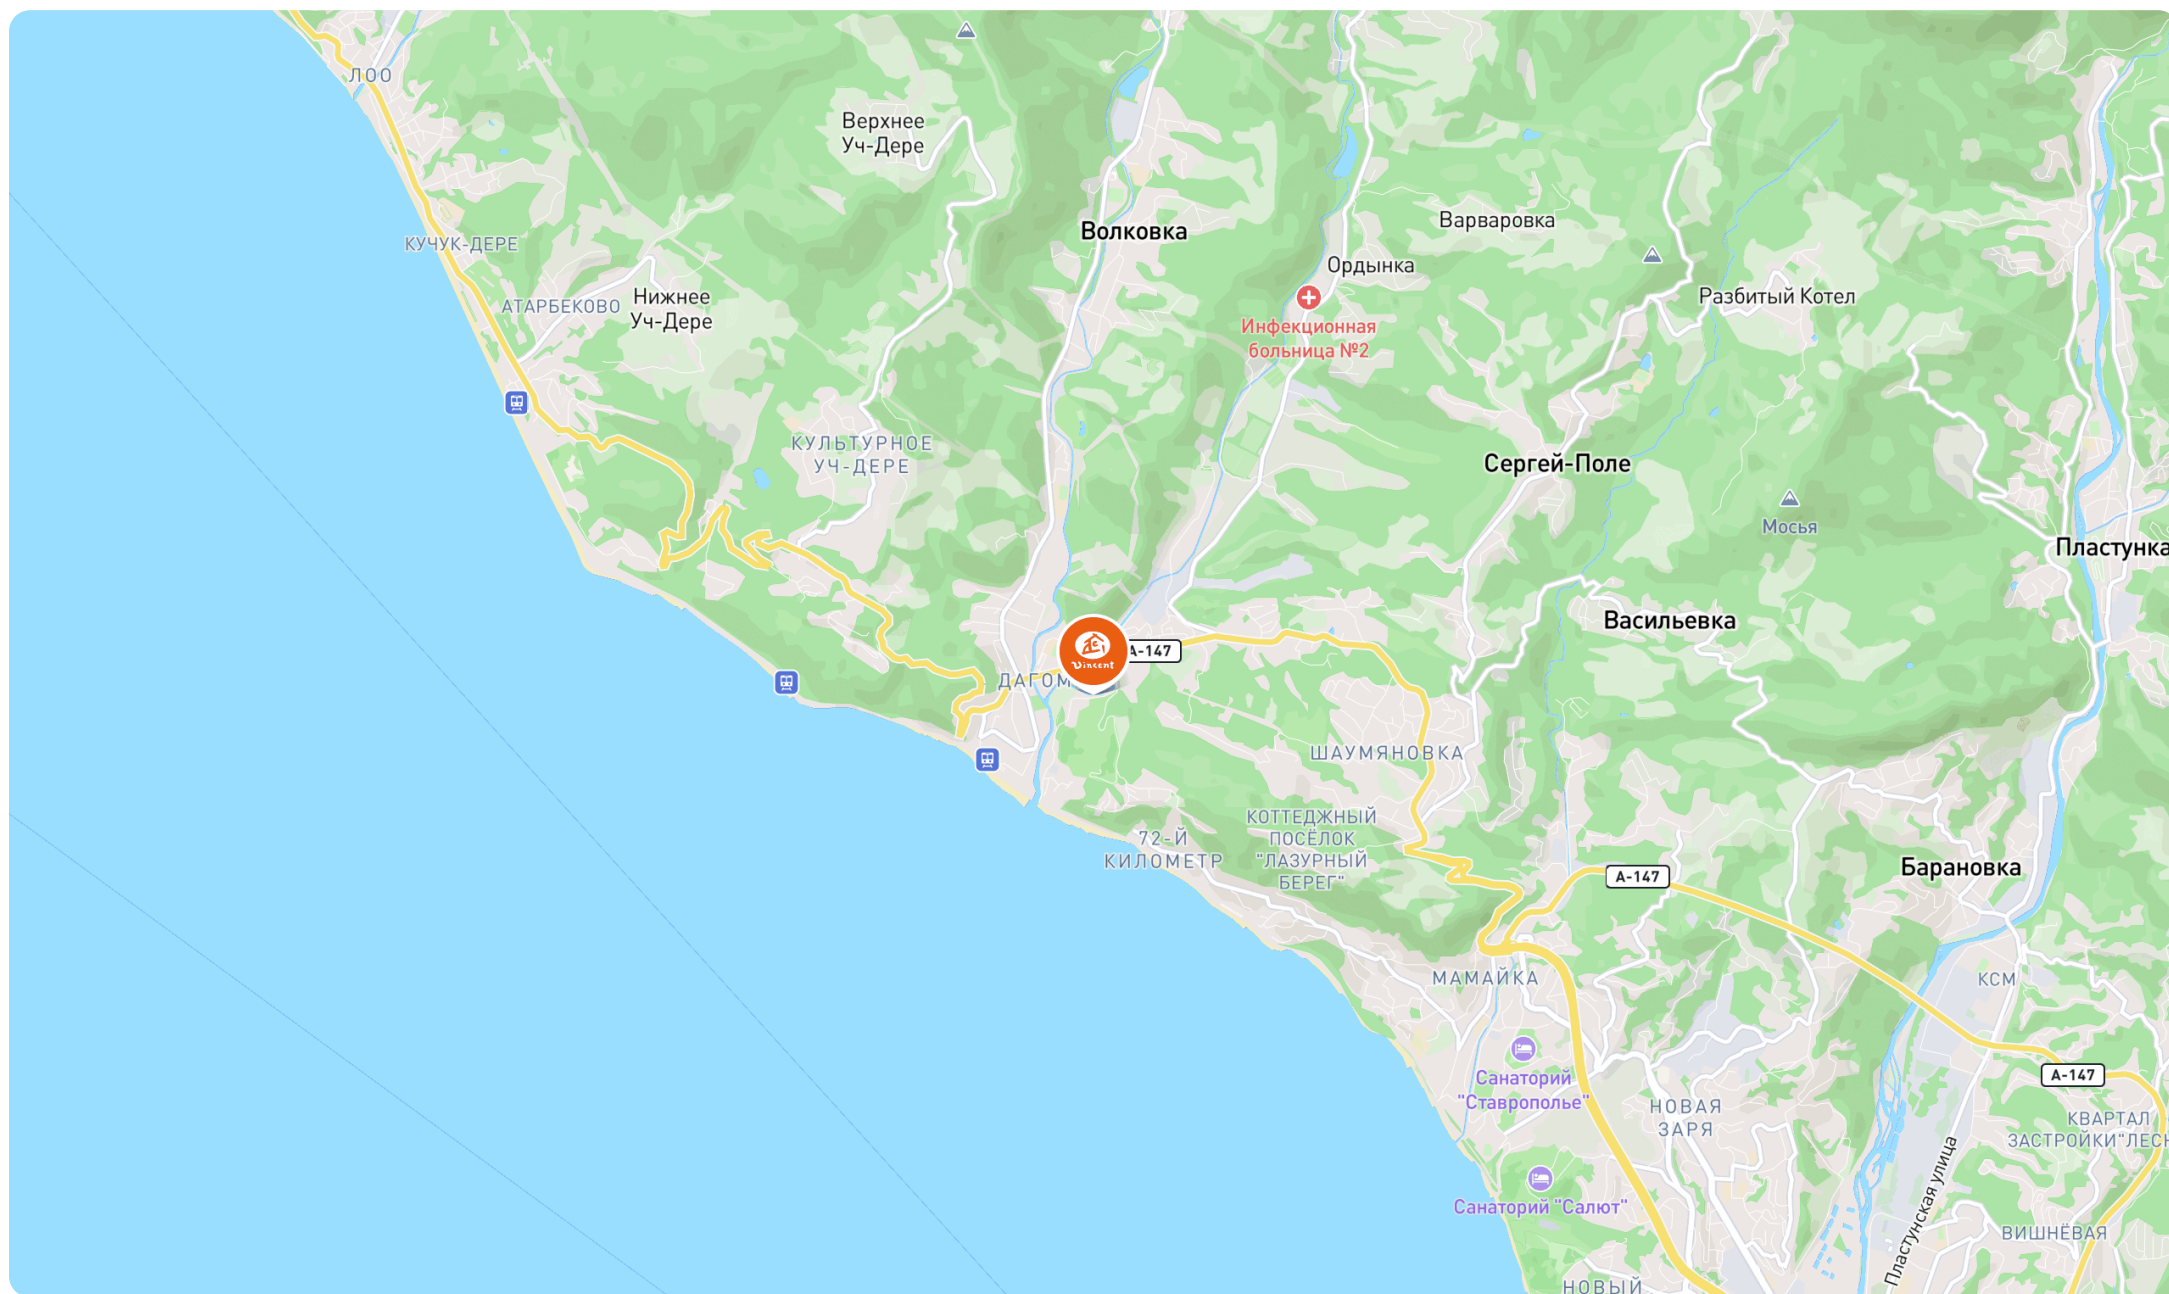 ЛОО
Верхнее
Уч-Дере
КУЧУК-ДЕРЕ
Волковка
Варваровка
Ордынка
АТАРБЕКОВО
Нижнее
Уч-Дере
Разбитый Котел
Инфекционная
больница №2
КУЛЬТУРНОЕ
УЧ-ДЕРЕ
Сергей-Поле
Мосья
Пластунка
Васильевка
Vincent
А-147
ДАГОМ
ШАУМЯНОВКА
КОТТЕДЖНЫЙ
ПОСЁЛОК
"ЛАЗУРНЫЙ
БЕРЕГ"
72-Й
КИЛОМЕТР
А-147
Барановка
МАМАЙКА
КСМ
Санаторий
"Ставрополье"
А-147
НОВАЯ
ЗАРЯ
КВАРТАЛ
ЗАСТРОЙКИ"ЛЕСН
Пластунская улица
Санаторий "Салют"
ВИШНЁВАЯ
НОВЫЙ